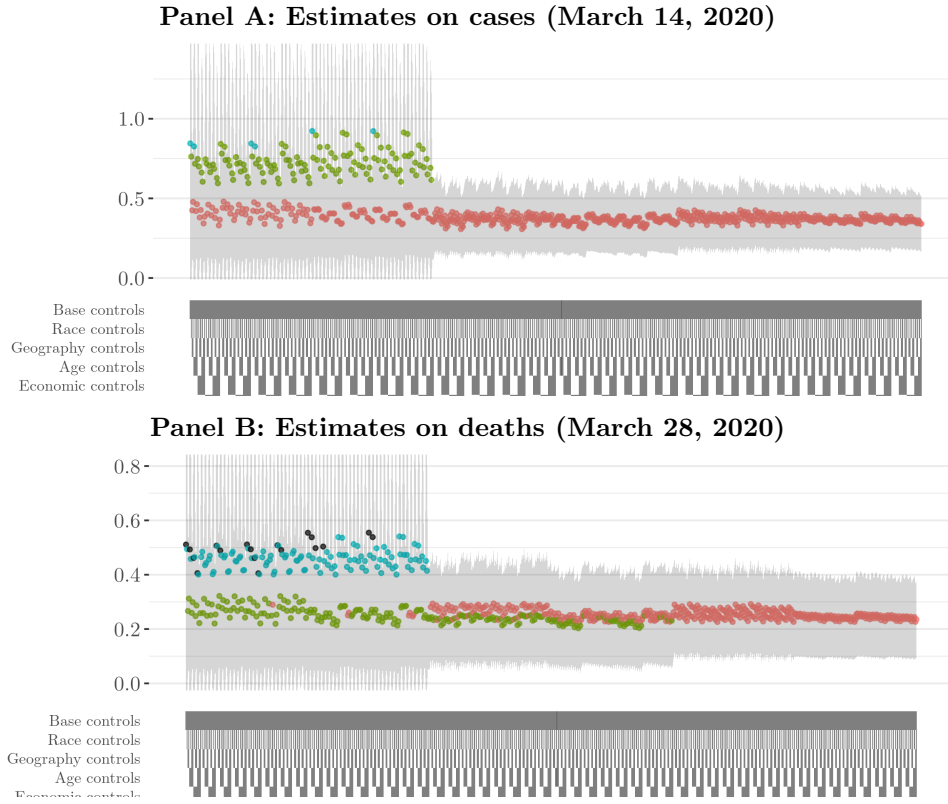 Panel A: Estimates on cases (March 14, 2020)
1.0
0.5
0.0
Base controls
Race controls
Geography controls
Age controls
Economic controls
Panel B: Estimates on deaths (March 28, 2020)
0.8
0.6
0.4
0.2
0.0
Base controls
Race controls
Geography controls
Age controls
Economic controls